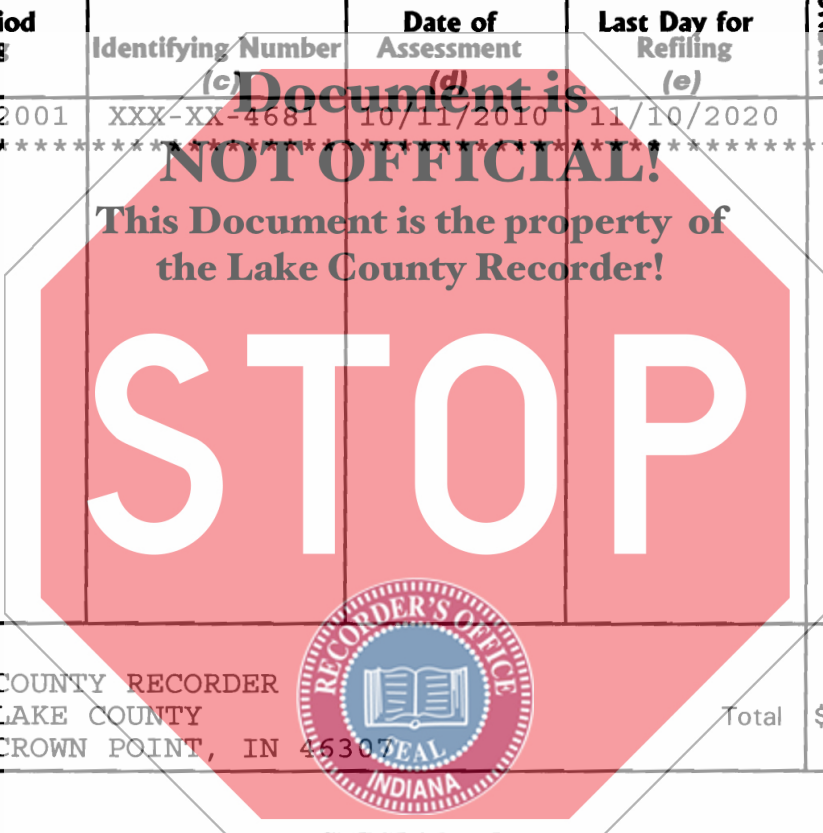 iod Date of Last Day for
Identifying Number Assessment Refiling
(c) (d) (e)
Document is
2001 XXX-XX-4681 10/11/2010 11/10/2020
****************************************
NOT OFFICIAL!
This Document is the property of
the Lake County Recorder!
STOP
RECORDER'S OFFICE
COUNTY RECORDER
LAKE COUNTY Total $
CROWN POINT, IN 46307
SEAL
INDIANA